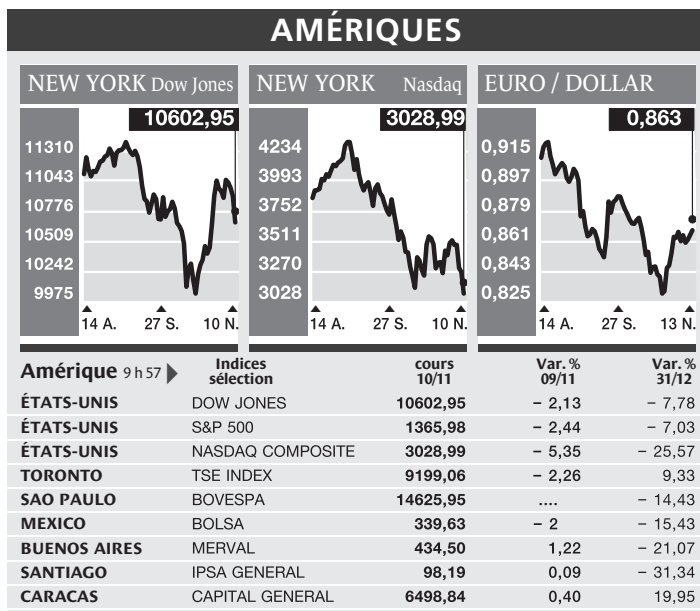 AMÉRIQUES
NEW YORK Dow Jones
10602,95
11310
11043
10776
10509
10242
9975
14 A. 27 S. 10 N.
NEW YORK Nasdaq
3028,99
4234
3993
3752
3511
3270
3028
14 A. 27 S. 10 N.
EURO / DOLLAR
0,863
0,915
0,897
0,879
0,861
0,843
0,825
14 A. 27 S. 13 N.
Amérique 9 h 57 Indices sélection cours 10/11 Var. % 09/11 Var. % 31/12
ÉTATS-UNIS DOW JONES 10602,95 – 2,13 – 7,78
ÉTATS-UNIS S&P 500 1365,98 – 2,44 – 7,03
ÉTATS-UNIS NASDAQ COMPOSITE 3028,99 – 5,35 – 25,57
TORONTO TSE INDEX 9199,06 – 2,26 9,33
SAO PAULO BOVESPA 14625,95 .... – 14,43
MEXICO BOLSA 339,63 – 2 – 15,43
BUENOS AIRES MERVAL 434,50 1,22 – 21,07
SANTIAGO IPSA GENERAL 98,19 0,09 – 31,34
CARACAS CAPITAL GENERAL 6498,84 0,40 19,95